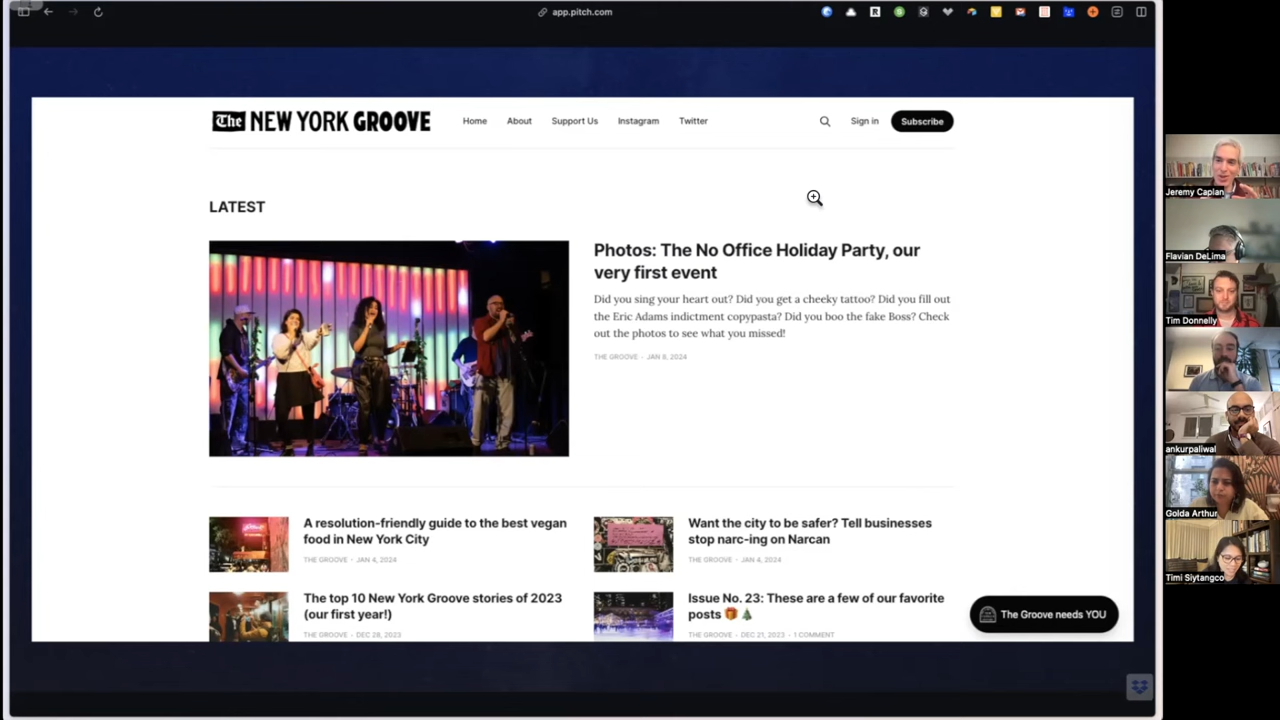 app.pitch.com
The NEW YORK GROOVE
Home
About
Support Us
Instagram
Twitter
Sign in
Subscribe
LATEST
Photos: The No Office Holiday Party, our
very first event
Did you sing your heart out? Did you get a cheeky tattoo? Did you fill out
the Eric Adams indictment copypasta? Did you boo the fake Boss? Check
out the photos to see what you missed!
THE GROOVE • JAN 8, 2024
A resolution-friendly guide to the best vegan
food in New York City
THE GROOVE • JAN 4, 2024
Want the city to be safer? Tell businesses
stop narc-ing on Narcan
THE GROOVE • JAN 4, 2024
The top 10 New York Groove stories of 2023
(our first year!)
THE GROOVE • DEC 28, 2023
Issue No. 23: These are a few of our favorite
posts 🎁🎄
THE GROOVE • DEC 21, 2023 • 1 COMMENT
The Groove needs YOU
Jeremy Caplan
Flavian DeLima
Tim Donnelly
ankurpaliwal
Golda Arthur
Timi Siytangco